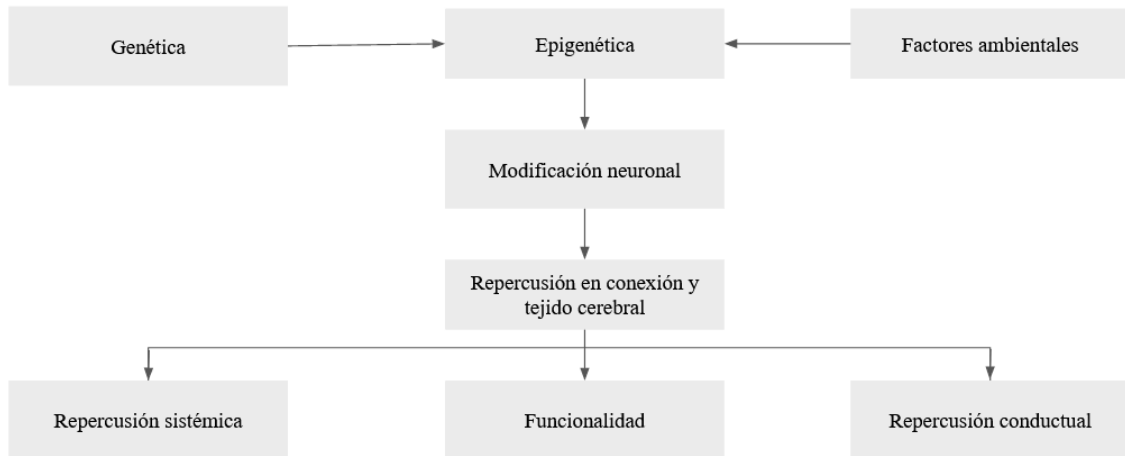 Genética
Epigenética
Factores ambientales
Modificación neuronal
Repercusión en conexión y
tejido cerebral
Repercusión sistémica
Funcionalidad
Repercusión conductual